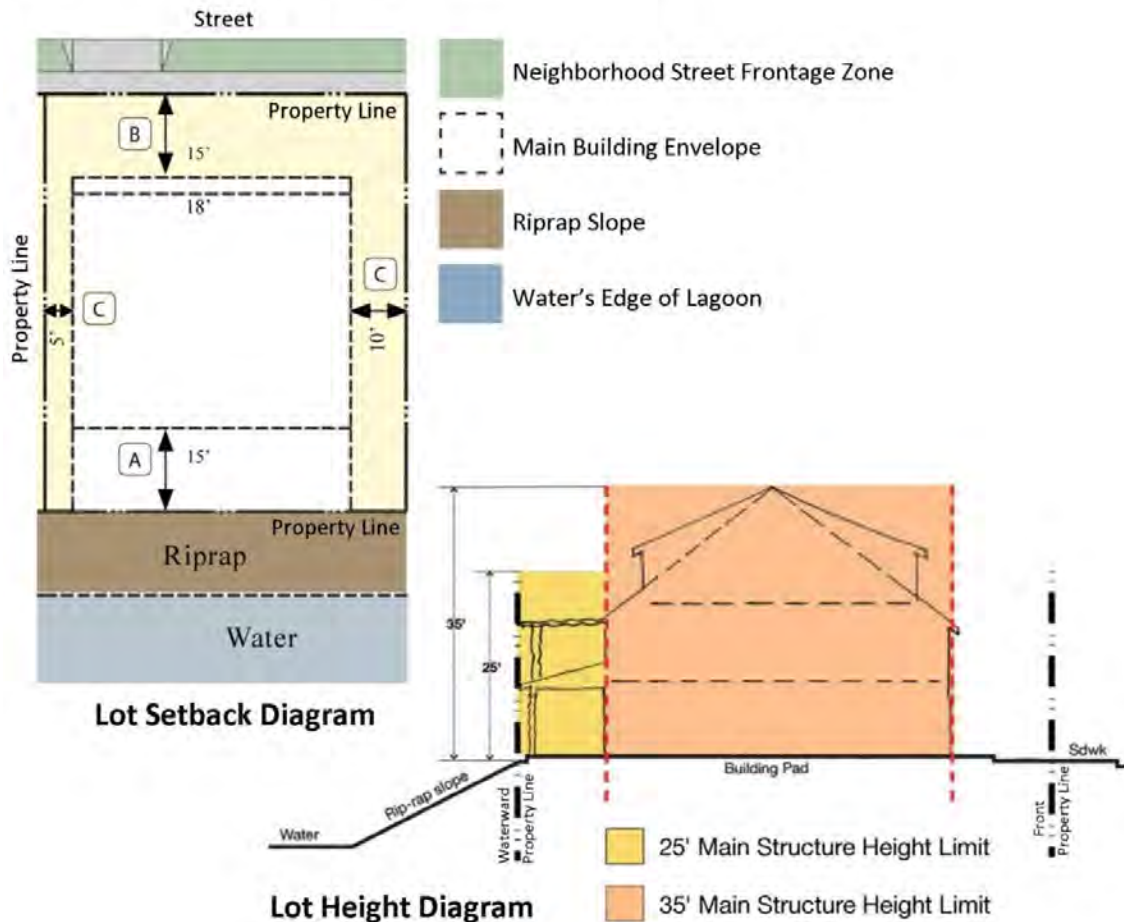 Street
Property Line
B
15’
18’
Property Line
C
5’
C
10’
A
15’
Property Line
Riprap
Water
Lot Setback Diagram
Neighborhood Street Frontage Zone
Main Building Envelope
Riprap Slope
Water’s Edge of Lagoon
35'
25'
Water
Rip-rap slope
Waterward
Property Line
Building Pad
Front
Property Line
Sdwk
25' Main Structure Height Limit
35' Main Structure Height Limit
Lot Height Diagram